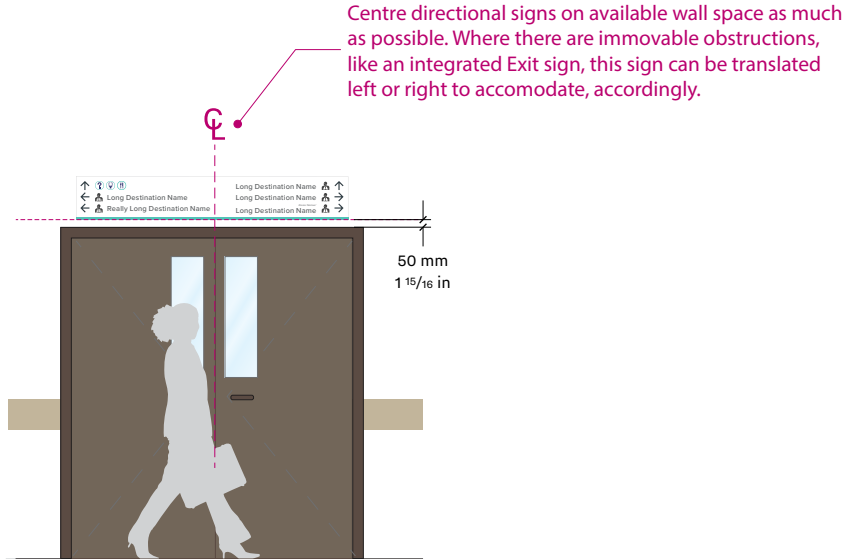 Centre directional signs on available wall space as much
as possible. Where there are immovable obstructions,
like an integrated Exit sign, this sign can be translated
left or right to accomodate, accordingly.
℄
Long Destination Name
Long Destination Name
Really Long Destination Name
Long Destination Name
Long Destination Name
50 mm
1 15/16 in